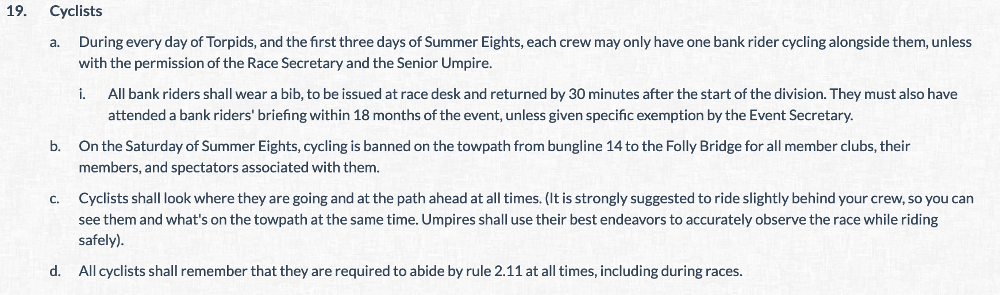 19. Cyclists
a. During every day of Torpids, and the first three days of Summer Eights, each crew may only have one bank rider cycling alongside them, unless
with the permission of the Race Secretary and the Senior Umpire.
i. All bank riders shall wear a bib, to be issued at race desk and returned by 30 minutes after the start of the division. They must also have
attended a bank riders' briefing within 18 months of the event, unless given specific exemption by the Event Secretary.
b. On the Saturday of Summer Eights, cycling is banned on the towpath from bungline 14 to the Folly Bridge for all member clubs, their
members, and spectators associated with them.
c. Cyclists shall look where they are going and at the path ahead at all times. (It is strongly suggested to ride slightly behind your crew, so you can
see them and what's on the towpath at the same time. Umpires shall use their best endeavors to accurately observe the race while riding
safely).
d. All cyclists shall remember that they are required to abide by rule 2.11 at all times, including during races.